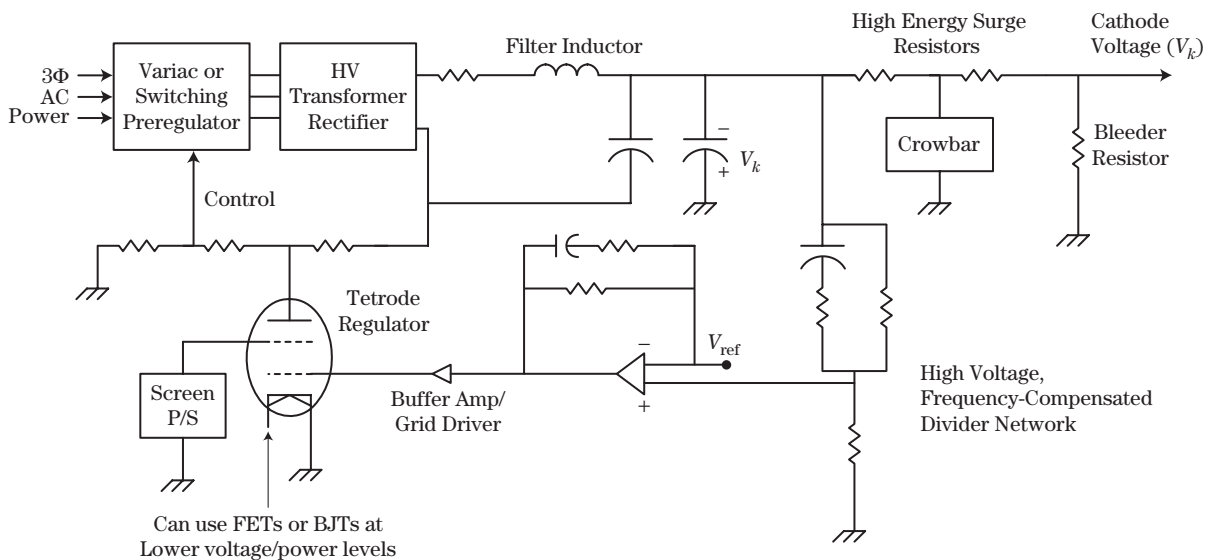 High Energy Surge
Resistors
Cathode
Voltage (Vk)
Filter Inductor
3Φ
AC
Power
Variac or
Switching
Preregulator
HV
Transformer
Rectifier
−
Vk
+
Crowbar
Bleeder
Resistor
Control
Tetrode
Regulator
Vref
−
+
Screen
P/S
Buffer Amp/
Grid Driver
High Voltage,
Frequency-Compensated
Divider Network
Can use FETs or BJTs at
Lower voltage/power levels